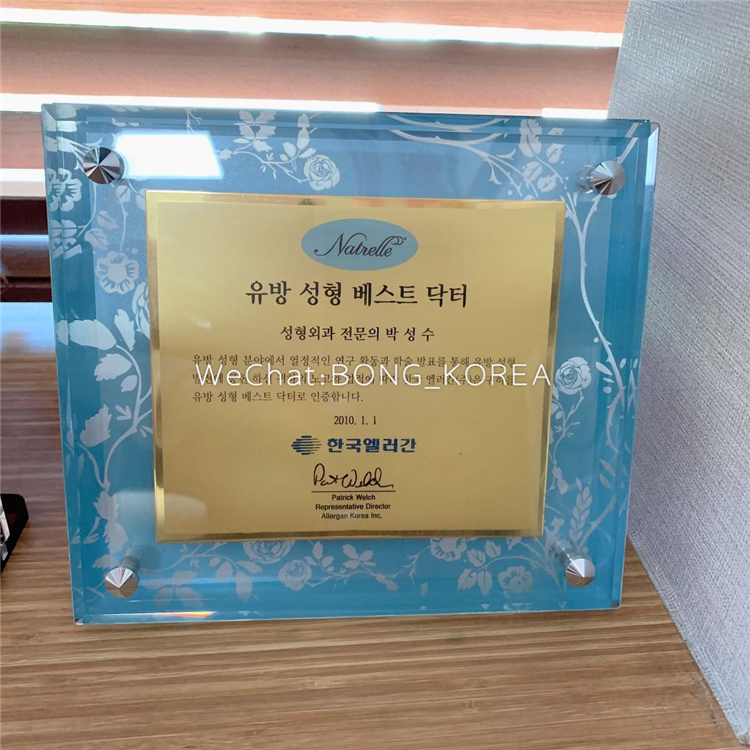 Natrelle
유방 성형 베스트 닥터
성형외과 전문의 박 성 수
유방 성형 분야에서 열정적인 연구 활동과 학술 발표를 통해 유방 성형
WeChat-BONG_KOREA
유방 성형 베스트 닥터로 인증합니다.
2010. 1. 1
한국엘러간
Patrick Welch
Representative Director
Allergan Korea Inc.